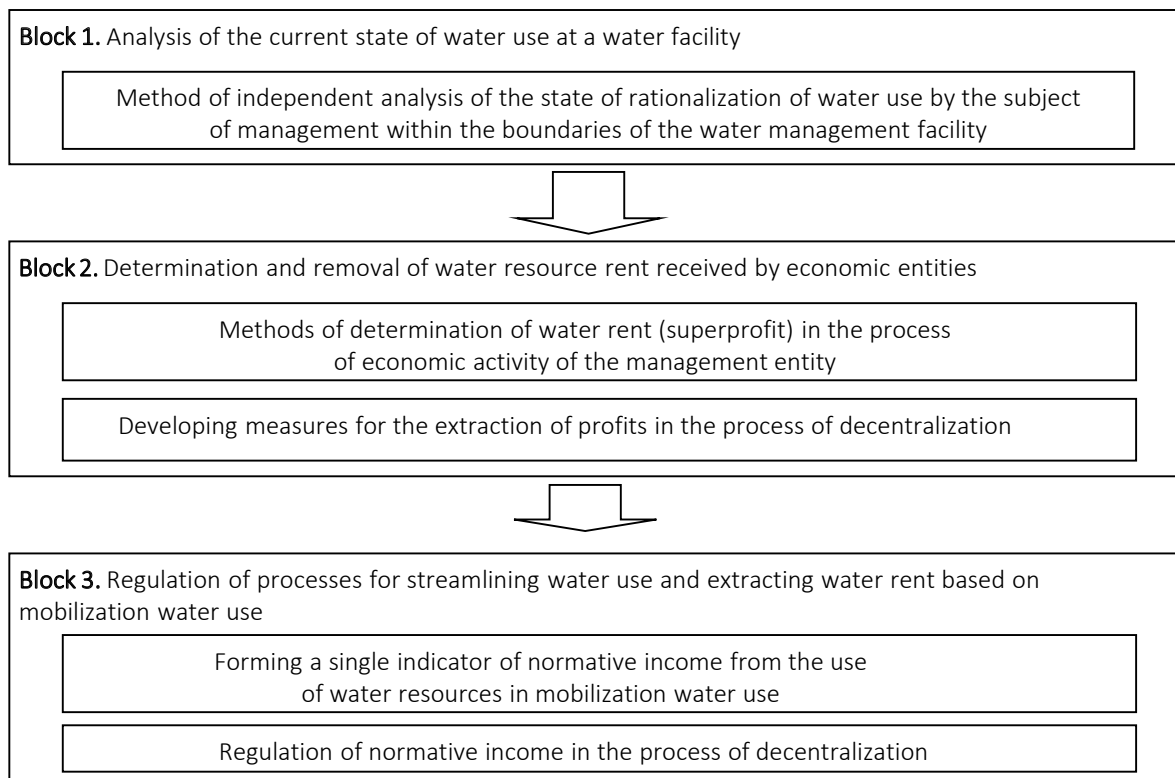 Block 1. Analysis of the current state of water use at a water facility
Method of independent analysis of the state of rationalization of water use by the subject
of management within the boundaries of the water management facility
Block 2. Determination and removal of water resource rent received by economic entities
Methods of determination of water rent (superprofit) in the process
of economic activity of the management entity
Developing measures for the extraction of profits in the process of decentralization
Block 3. Regulation of processes for streamlining water use and extracting water rent based on
mobilization water use
Forming a single indicator of normative income from the use
of water resources in mobilization water use
Regulation of normative income in the process of decentralization